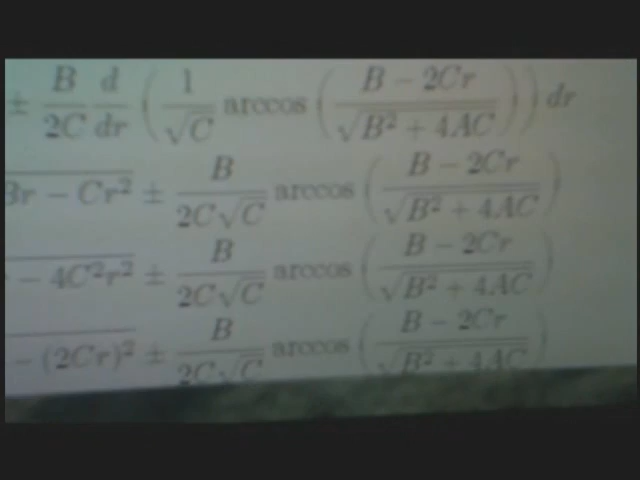 ± B/2C d/dr ( 1/√C arccos ( (B − 2Cr)/√(B² + 4AC) ) ) dr
Br − Cr² ± B/(2C√C) arccos ( (B − 2Cr)/√(B² + 4AC) )
− 4C²r² ± B/(2C√C) arccos ( (B − 2Cr)/√(B² + 4AC) )
− (2Cr)² ± B/(2C√C) arccos ( (B − 2Cr)/√(B² + 4AC) )